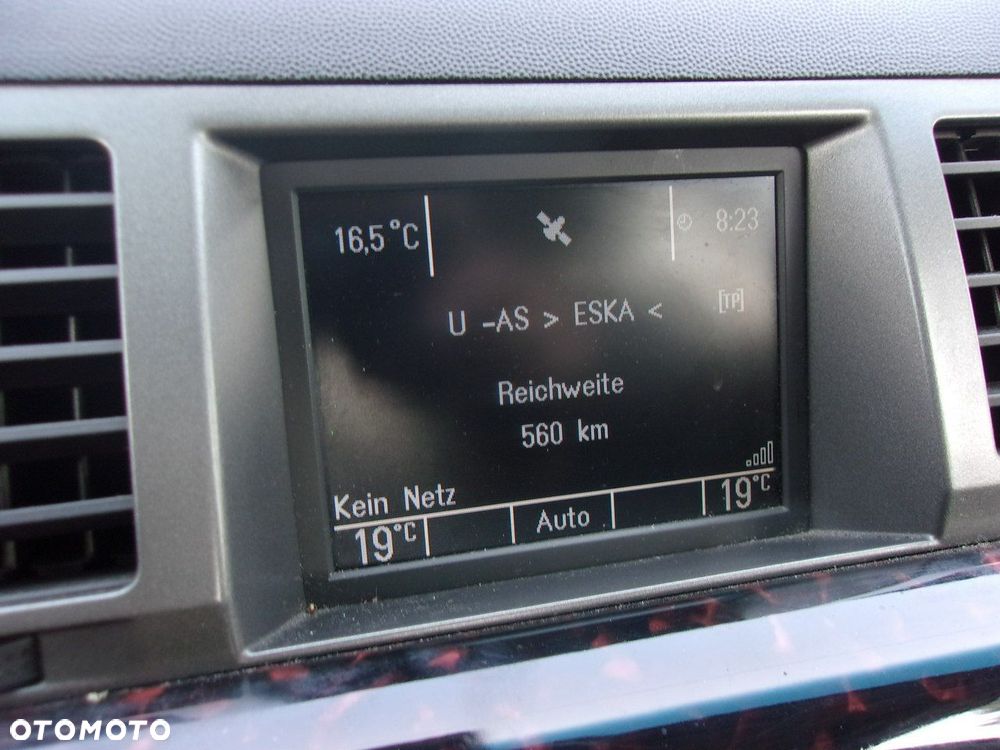 16,5°C 8:23
U -AS > ESKA < [TP]
Reichweite
560 km
Kein Netz
19°C Auto 19°C
OTOMOTO